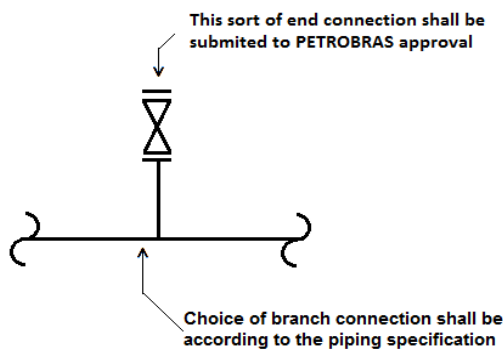 This sort of end connection shall be
submited to PETROBRAS approval
Choice of branch connection shall be
according to the piping specification